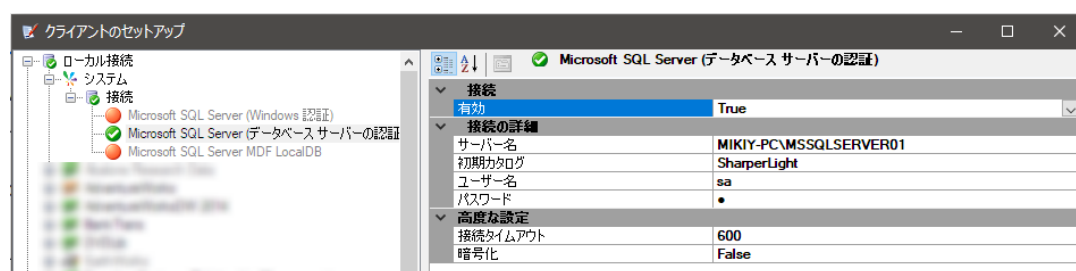 クライアントのセットアップ
ローカル接続
システム
接続
Microsoft SQL Server (Windows 認証)
Microsoft SQL Server (データベース サーバーの認証
Microsoft SQL Server MDF LocalDB
Microsoft SQL Server (データベース サーバーの認証)
接続
有効 True
接続の詳細
サーバー名 MIKIY-PC\MSSQLSERVER01
初期カタログ SharperLight
ユーザー名 sa
パスワード ●
高度な設定
接続タイムアウト 600
暗号化 False